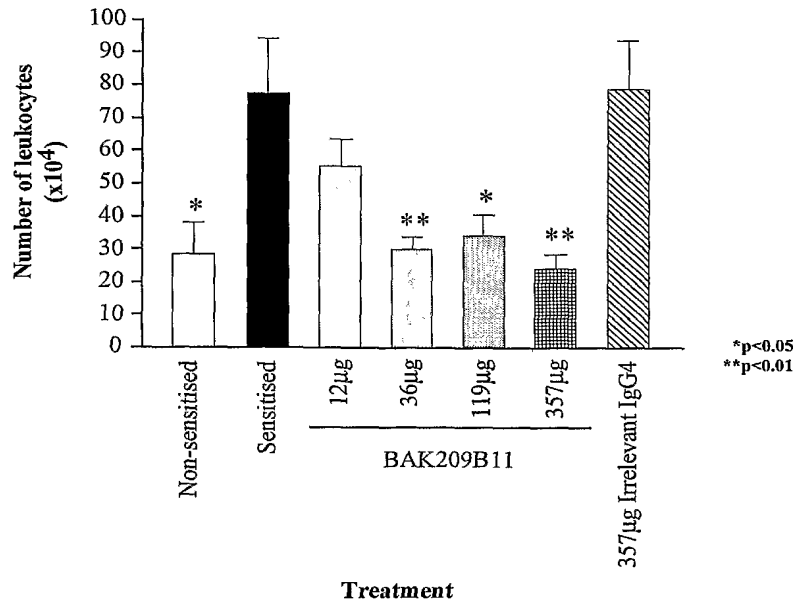 Number of leukocytes
(x10⁴)
100
90
80
70
60
50
40
30
20
10
0
*
**
*
**
*p<0.05
**p<0.01
Non-sensitised
Sensitised
12µg
36µg
119µg
357µg
357µg Irrelevant IgG4
BAK209B11
Treatment